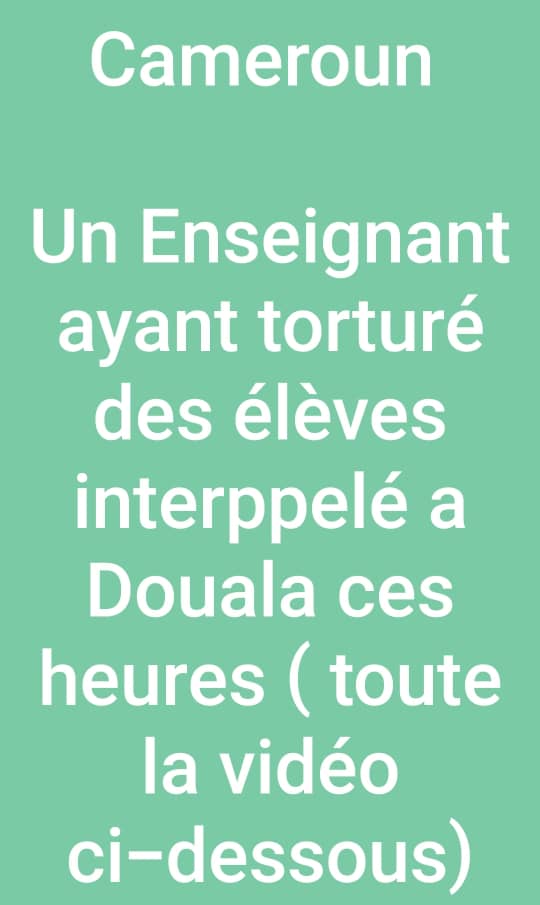 Cameroun
Un Enseignant
ayant torturé
des élèves
interppelé a
Douala ces
heures ( toute
la vidéo
ci-dessous)